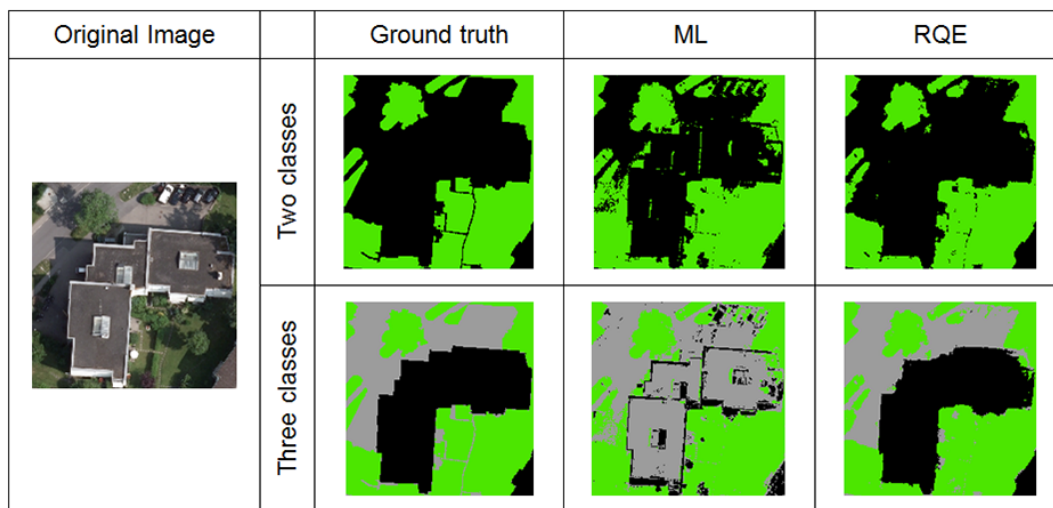 Original Image
Ground truth
ML
RQE
Two classes
Three classes